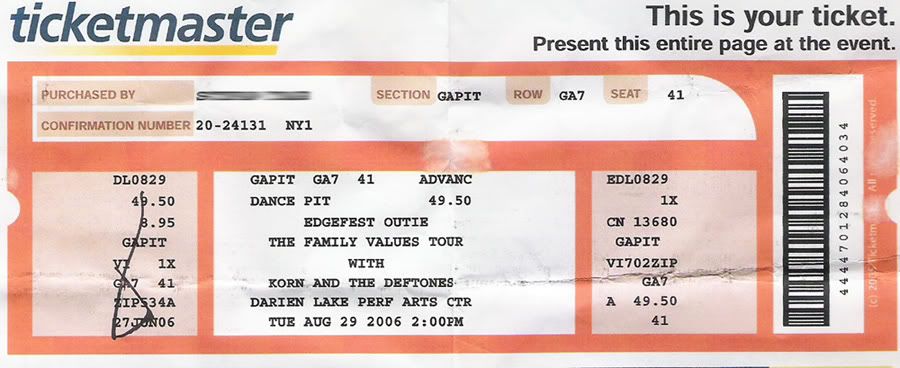 ticketmaster
This is your ticket.
Present this entire page at the event.
PURCHASED BY
SECTION GAPIT ROW GA7 SEAT 41
CONFIRMATION NUMBER 20-24131 NY1
DL0829
49.50
8.95
GAPIT
VI 1X
GA7 41
ZIPS34A
27JUN06
GAPIT GA7 41 ADVANC
DANCE PIT 49.50
EDGEFEST OUTIE
THE FAMILY VALUES TOUR
WITH
KORN AND THE DEFTONES
DARIEN LAKE PERF ARTS CTR
TUE AUG 29 2006 2:00PM
EDL0829
1X
CN 13680
GAPIT
VI702ZIP
GA7
A 49.50
41
4444701284064034